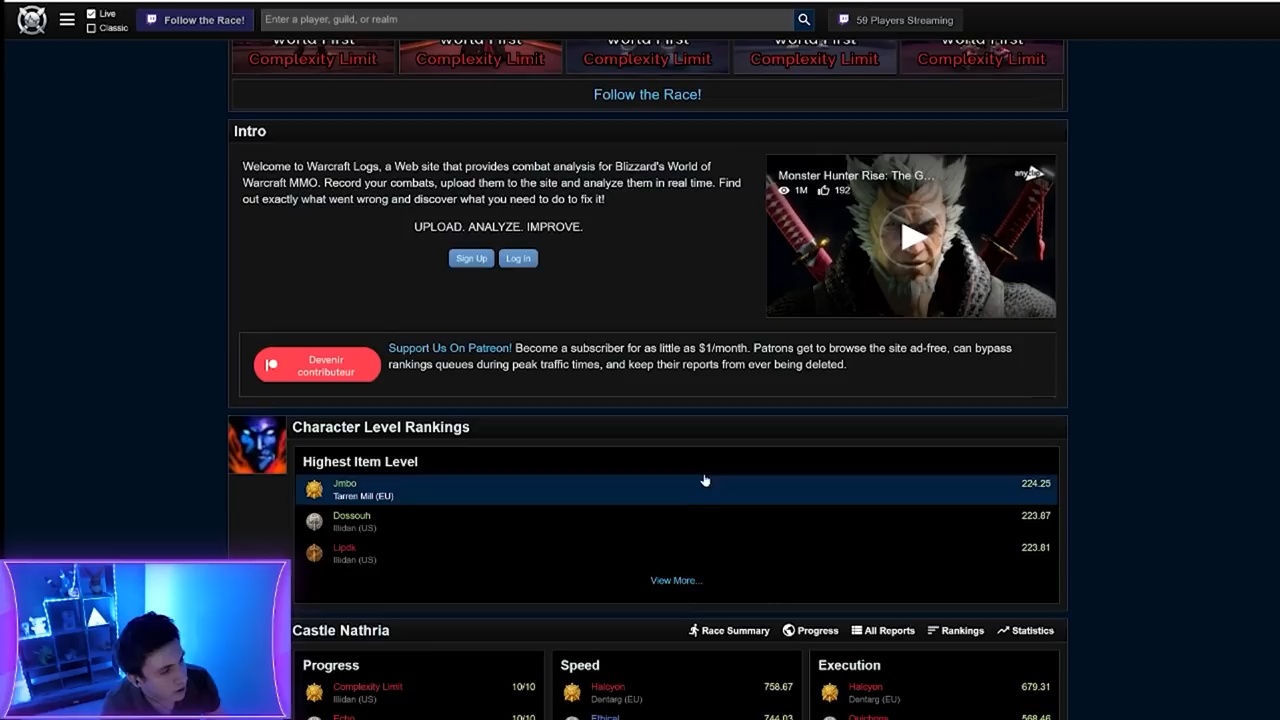 Live
Classic
Follow the Race!
Enter a player, guild, or realm
59 Players Streaming
World First World First World First World First World First
Complexity Limit Complexity Limit Complexity Limit Complexity Limit Complexity Limit
Follow the Race!
Intro
Welcome to Warcraft Logs, a Web site that provides combat analysis for Blizzard's World of
Warcraft MMO. Record your combats, upload them to the site and analyze them in real time. Find
out exactly what went wrong and discover what you need to do to fix it!
UPLOAD. ANALYZE. IMPROVE.
Sign Up Log In
Monster Hunter Rise: The G...
1M 192
Devenir
contributeur
Support Us On Patreon! Become a subscriber for as little as $1/month. Patrons get to browse the site ad-free, can bypass
rankings queues during peak traffic times, and keep their reports from ever being deleted.
Character Level Rankings
Highest Item Level
Jmbo 224.25
Tarren Mill (EU)
Dossouh 223.87
Illidan (US)
Lipdk 223.81
Illidan (US)
View More...
Castle Nathria Race Summary Progress All Reports Rankings Statistics
Progress Speed Execution
Complexity Limit 10/10 Halcyon 758.67 Halcyon 679.31
Illidan (US) Dentarg (EU) Dentarg (EU)
Echo 10/10 Ethical 744.03 568.46